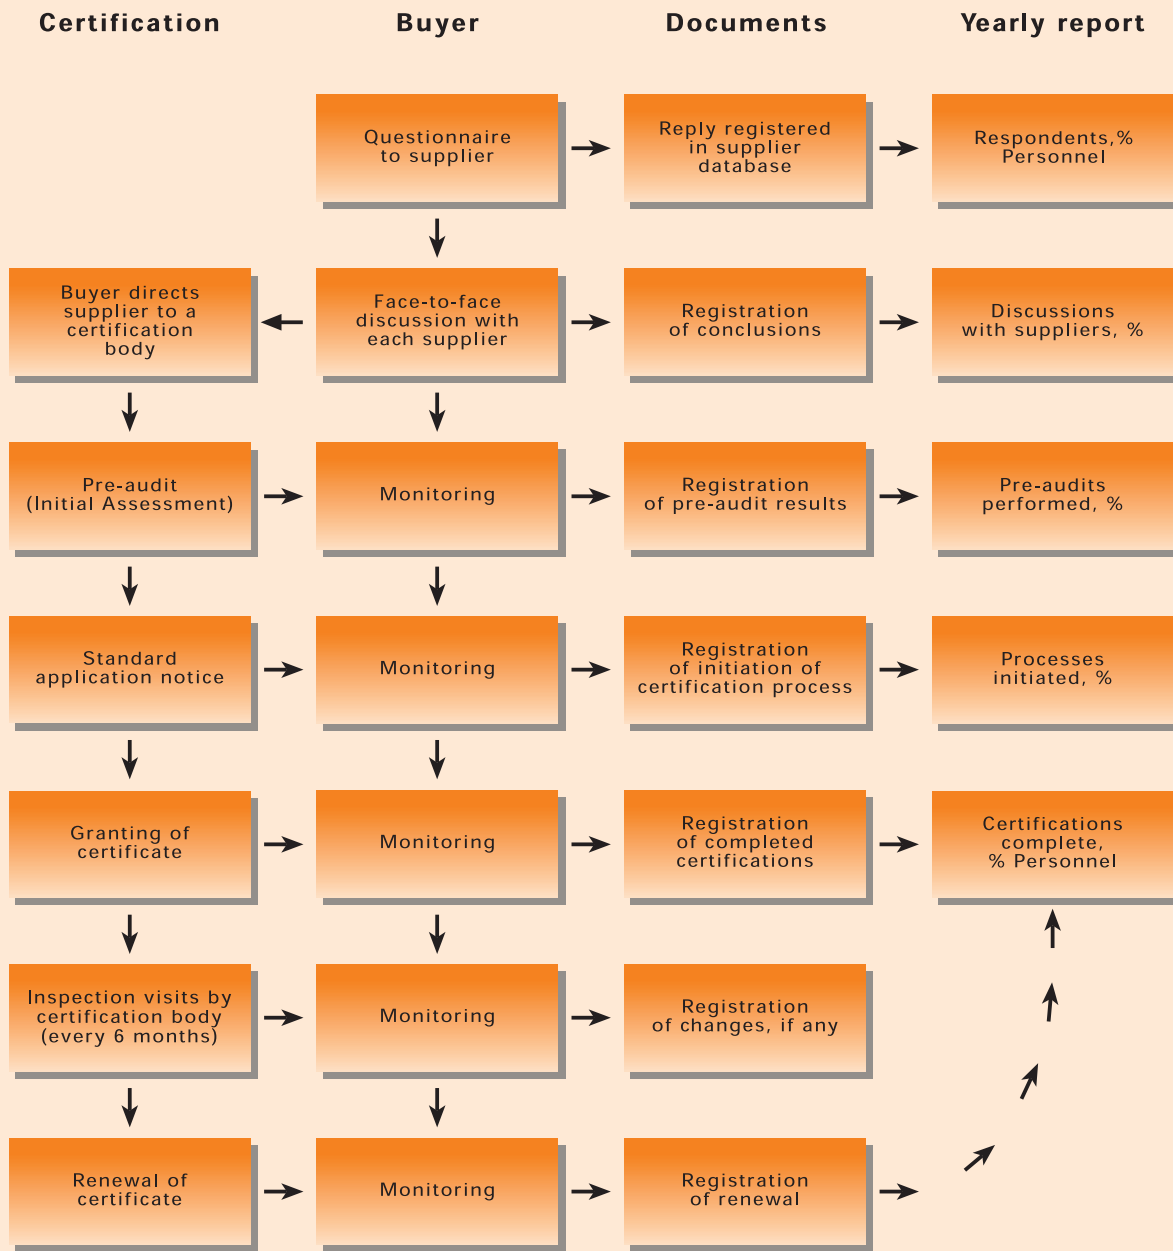 Certification
Buyer
Documents
Yearly report
Questionnaire
to supplier
Reply registered
in supplier
database
Respondents,%
Personnel
Buyer directs
supplier to a
certification
body
Face-to-face
discussion with
each supplier
Registration
of conclusions
Discussions
with suppliers, %
Pre-audit
(Initial Assessment)
Monitoring
Registration
of pre-audit results
Pre-audits
performed, %
Standard
application notice
Monitoring
Registration
of initiation of
certification process
Processes
initiated, %
Granting of
certificate
Monitoring
Registration
of completed
certifications
Certifications
complete,
% Personnel
Inspection visits by
certification body
(every 6 months)
Monitoring
Registration
of changes, if any
Renewal of
certificate
Monitoring
Registration
of renewal